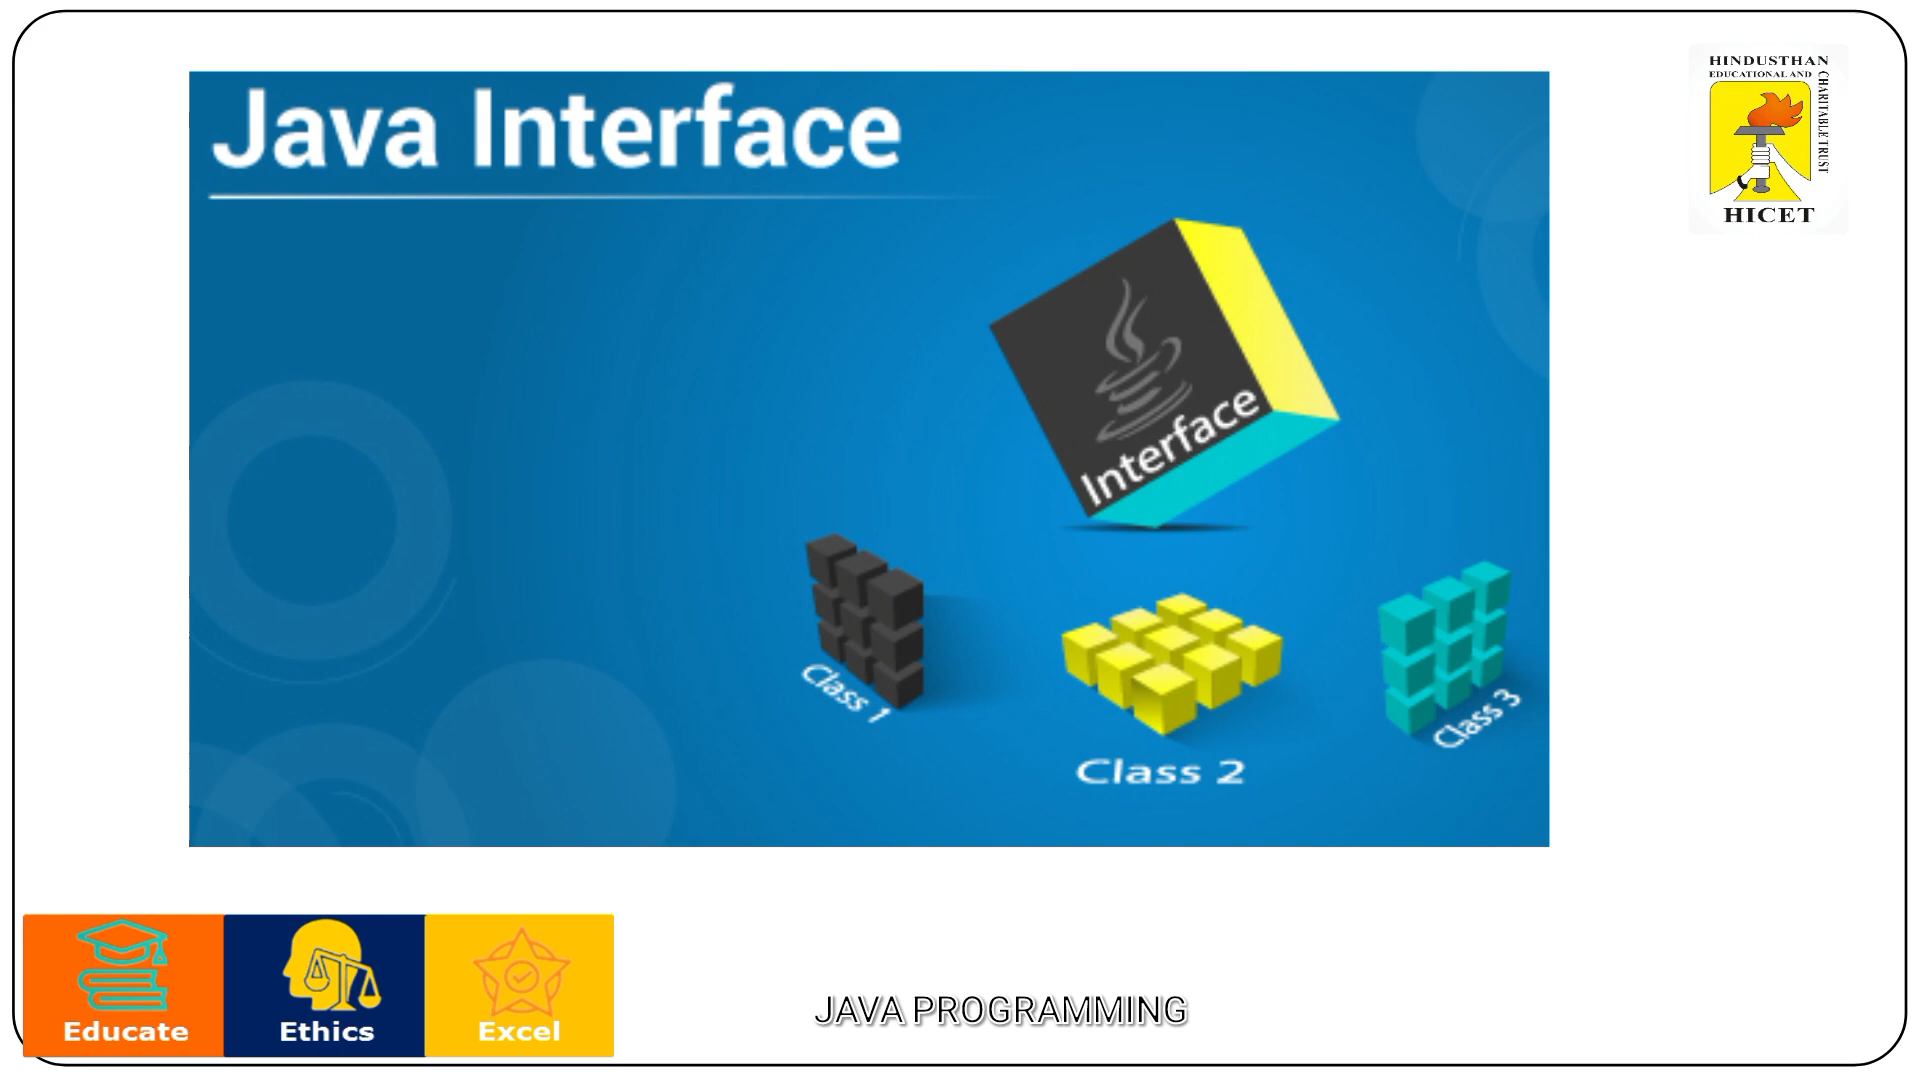 Java Interface
HINDUSTHAN
EDUCATIONAL AND
CHARITABLE TRUST
HICET
Interface
Class 1
Class 2
Class 3
Educate
Ethics
Excel
JAVA PROGRAMMING